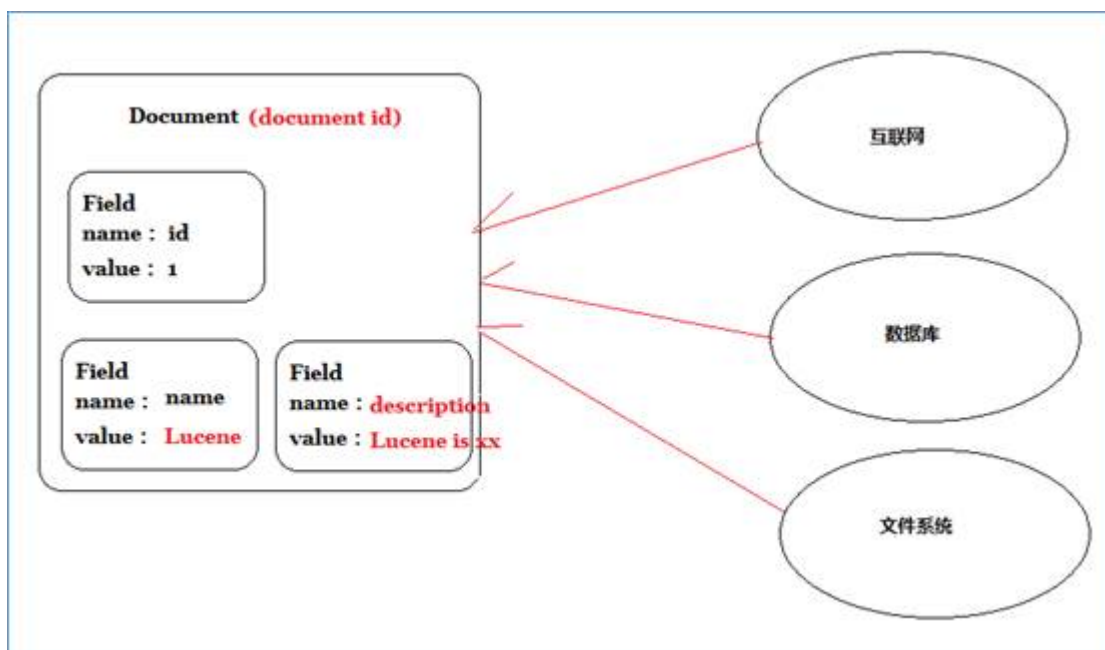 Document (document id)
Field
name : id
value : 1
Field
name : name
value : Lucene
Field
name : description
value : Lucene is xx
互联网
数据库
文件系统